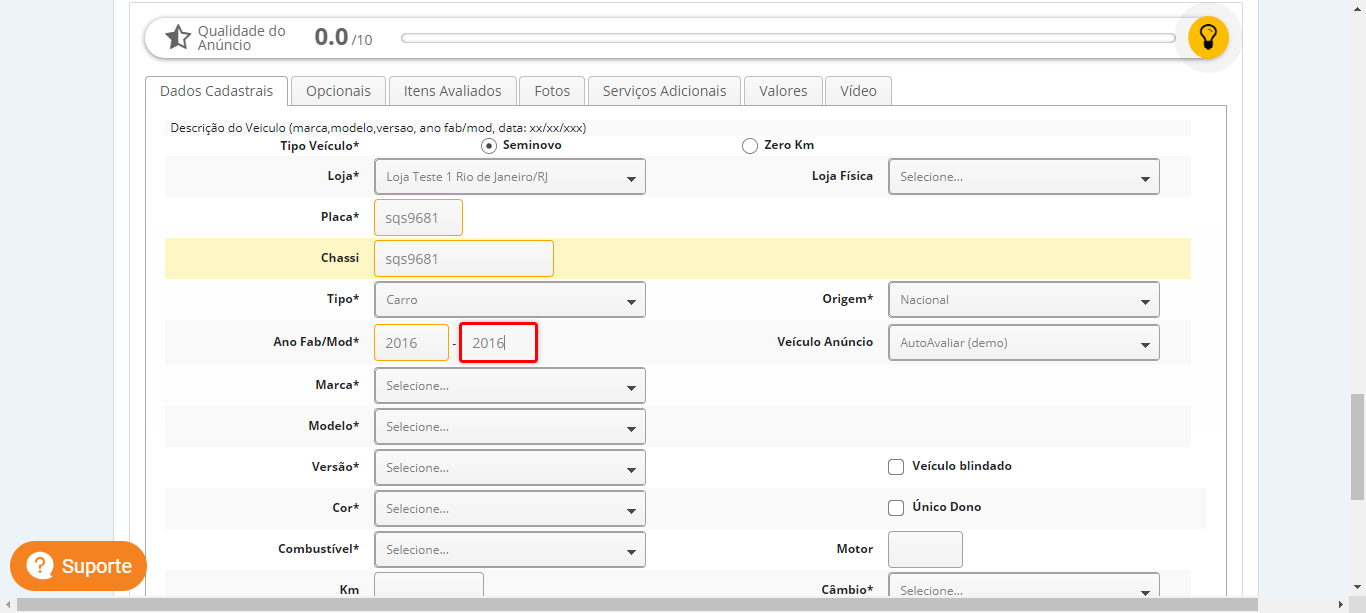 Qualidade do
Anúncio
0.0 /10
Dados Cadastrais Opcionais Itens Avaliados Fotos Serviços Adicionais Valores Vídeo
Descrição do Veiculo (marca,modelo,versao, ano fab/mod, data: xx/xx/xxx)
Tipo Veículo* Seminovo Zero Km
Loja* Loja Teste 1 Rio de Janeiro/RJ Loja Física Selecione...
Placa* sqs9681
Chassi sqs9681
Tipo* Carro Origem* Nacional
Ano Fab/Mod* 2016 - 2016 Veículo Anúncio AutoAvaliar (demo)
Marca* Selecione...
Modelo* Selecione...
Versão* Selecione... Veículo blindado
Cor* Selecione... Único Dono
Combustível* Selecione... Motor
Km Câmbio* Selecione...
? Suporte